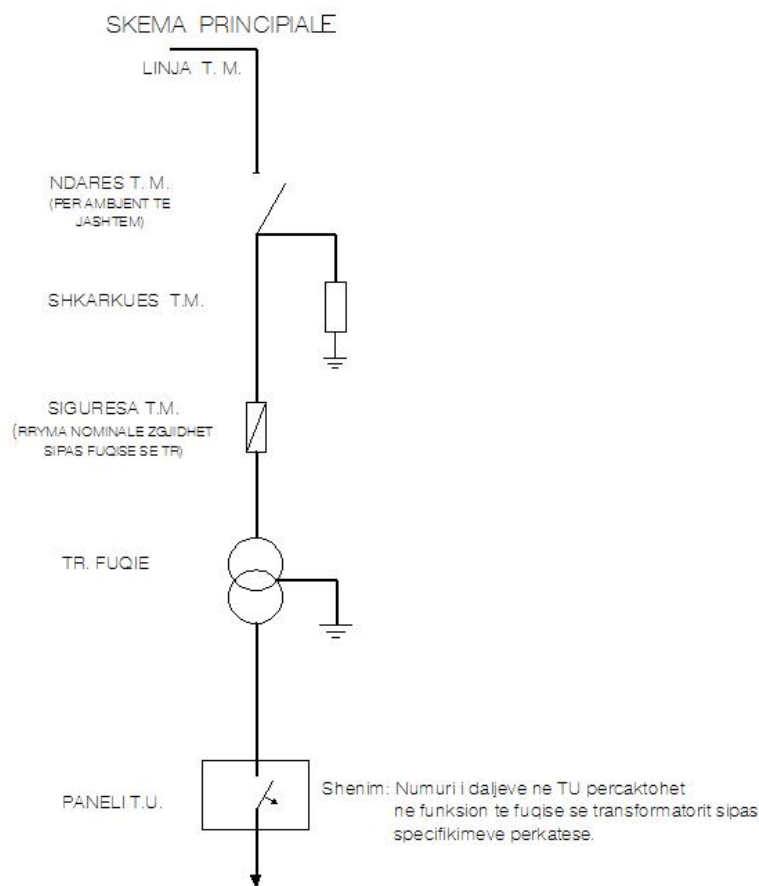 SKEMA PRINCIPIALE
LINJA T. M.
NDARES T. M.
(PER AMBJENT TE
JASHTEM)
SHKARKUES T.M.
SIGURESA T.M.
(RRYMA NOMINALE ZGJIDHET
SIPAS FUQISE SE TR)
TR. FUQIE
PANELI T.U.
Shenim: Numuri i daljeve ne TU percaktohet
ne funksion te fuqise se transformatorit sipas
specifikimeve perkatese.